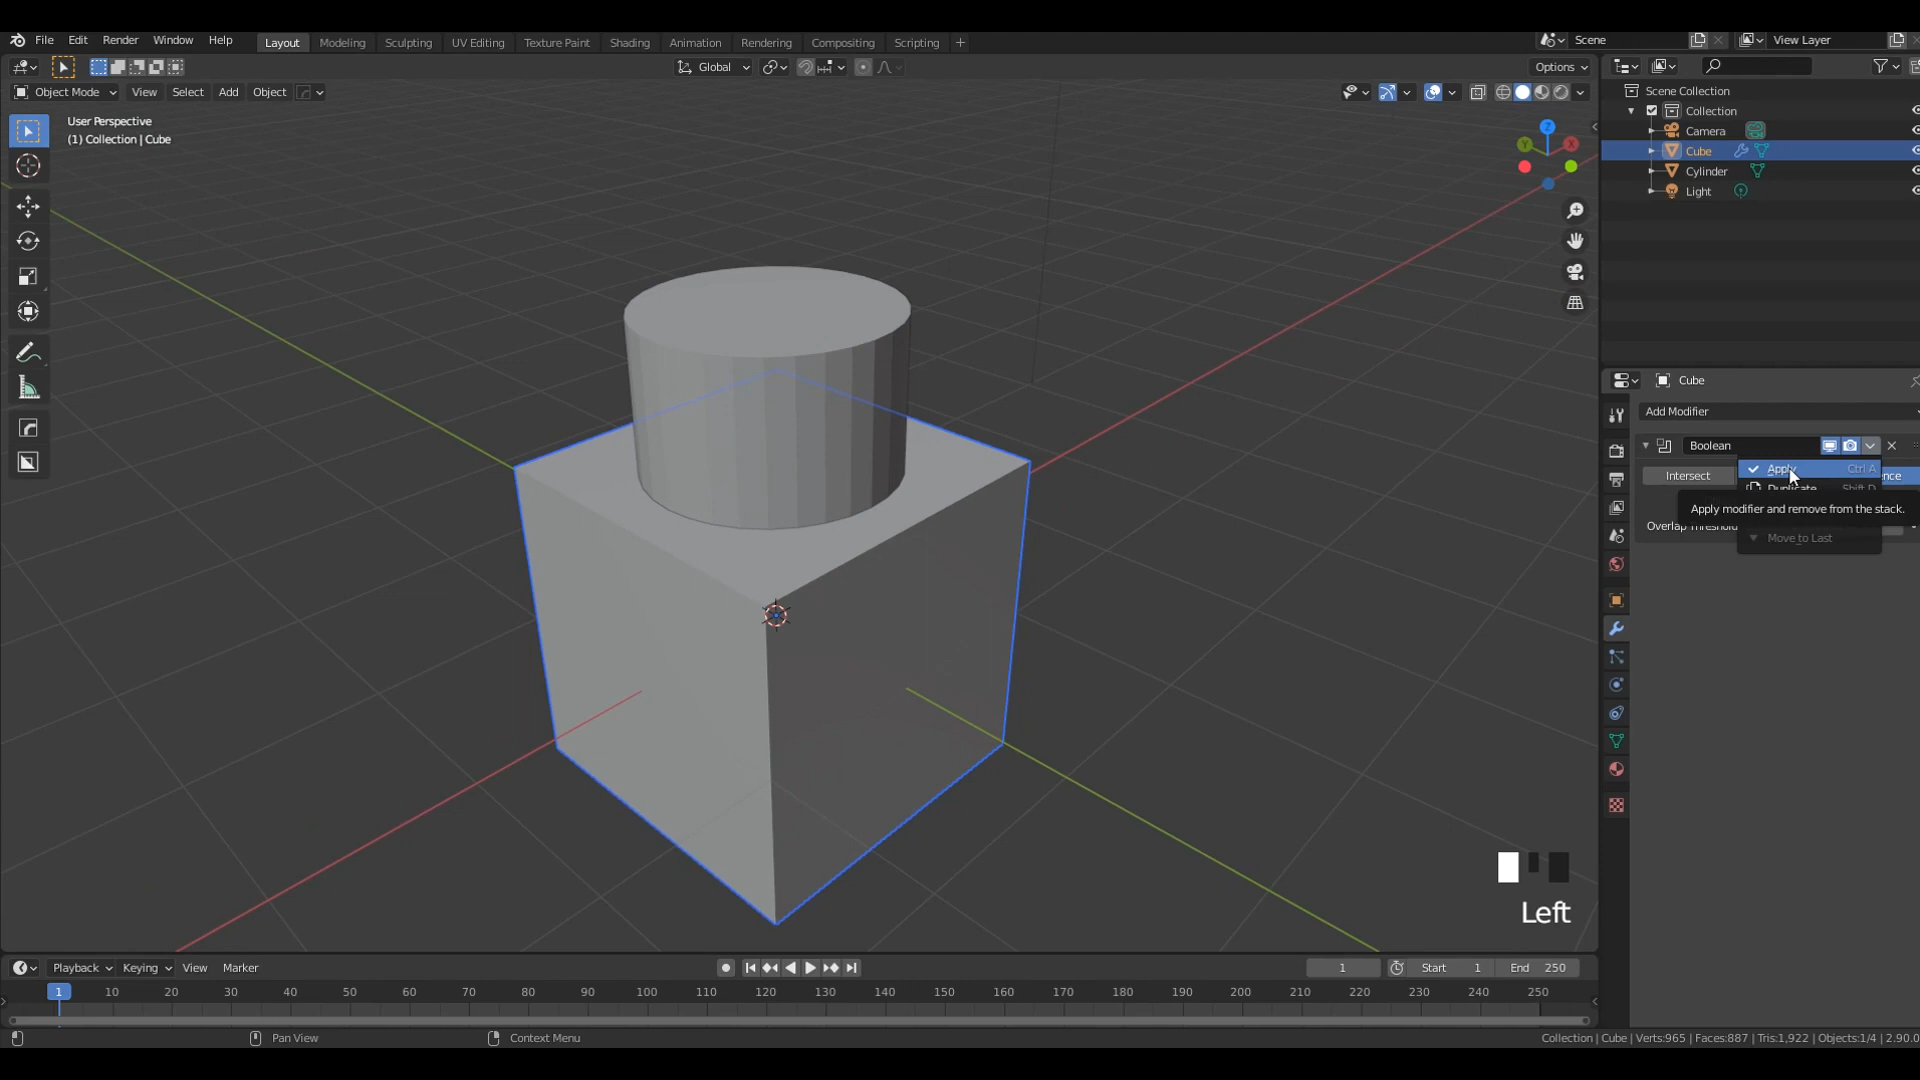 File Edit Render Window Help Layout Modeling Sculpting UV Editing Texture Paint Shading Animation Rendering Compositing Scripting + Scene View Layer
Global Options
Object Mode View Select Add Object
User Perspective
(1) Collection | Cube
Z
Y
X
Scene Collection
Collection
Camera
Cube
Cylinder
Light
Cube
Add Modifier
Boolean
Intersect
Apply Ctrl A
Duplicate Shift D
Apply modifier and remove from the stack.
Overlap Threshold
Move to Last
Left
Playback Keying View Marker 1 Start 1 End 250
1 10 20 30 40 50 60 70 80 90 100 110 120 130 140 150 160 170 180 190 200 210 220 230 240 250
Pan View Context Menu Collection | Cube | Verts:965 | Faces:887 | Tris:1,922 | Objects:1/4 | 2.90.0